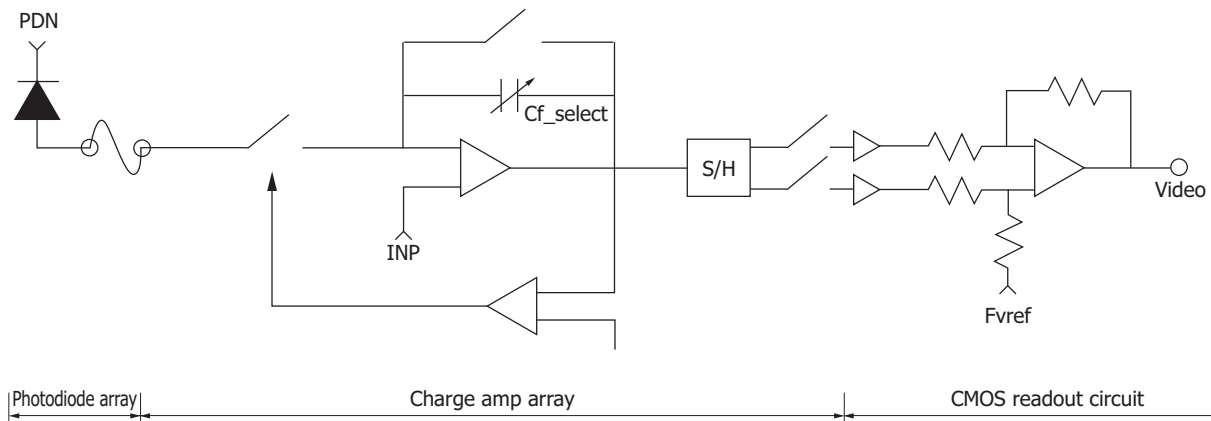 PDN
Cf_select
S/H
Video
INP
Fvref
Photodiode array
Charge amp array
CMOS readout circuit